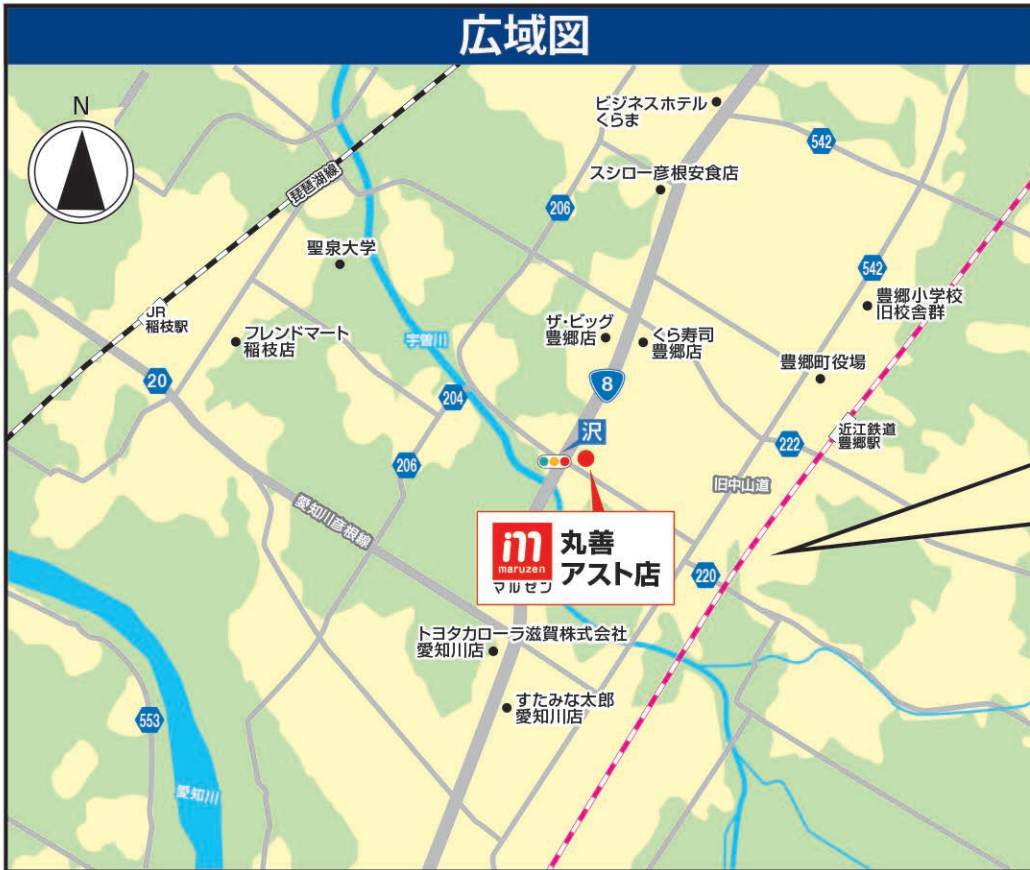 広域図
N
ビジネスホテル
くらま
542
スシロー彦根安食店
206
琵琶湖線
聖泉大学
542
豊郷小学校
旧校舎群
JR
稲枝駅
フレンドマート
稲枝店
宇曽川
ザ・ビッグ
豊郷店
くら寿司
豊郷店
豊郷町役場
20
204
8
沢
近江鉄道
豊郷駅
222
206
旧中山道
愛知川彦根線
m
maruzen
マルゼン
丸善
アスト店
220
トヨタカローラ滋賀株式会社
愛知川店
すたみな太郎
愛知川店
553
愛知川